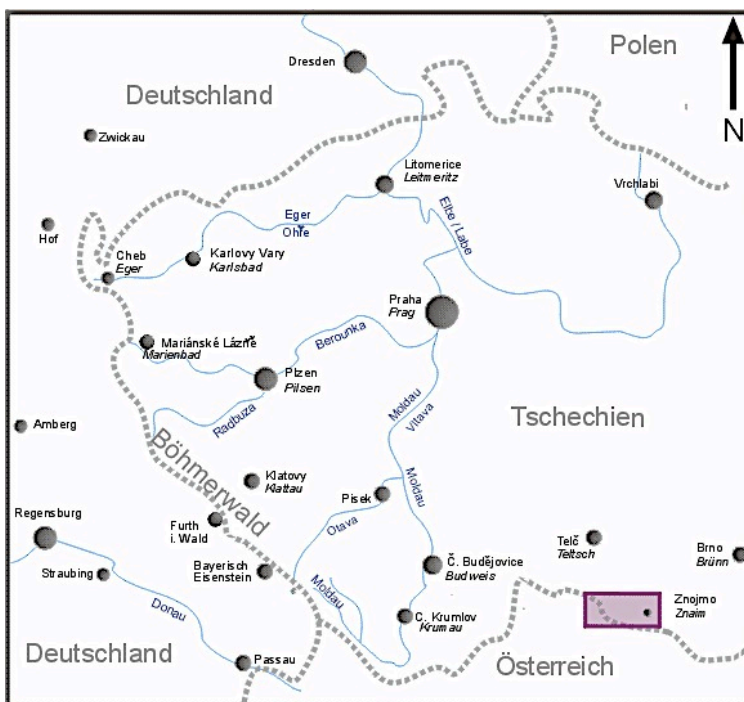 Polen
Dresden
Deutschland
N
Zwickau
Litomerice
Leitmeritz
Vrchlabi
Eger
Ohre
Elbe / Labe
Hof
Cheb
Eger
Karlovy Vary
Karlsbad
Praha
Prag
Mariánské Lázně
Marienbad
Berounka
Plzen
Pilsen
Radbuza
Moldau
Vltava
Tschechien
Amberg
Böhmerwald
Klatovy
Klattau
Moldau
Pisek
Regensburg
Furth
i. Wald
Otava
Telč
Teltsch
Brno
Brünn
Straubing
Bayerisch
Eisenstein
Č. Budějovice
Budweis
Moldau
Donau
C. Krumlov
Krumau
Znojmo
Znaim
Deutschland
Passau
Österreich